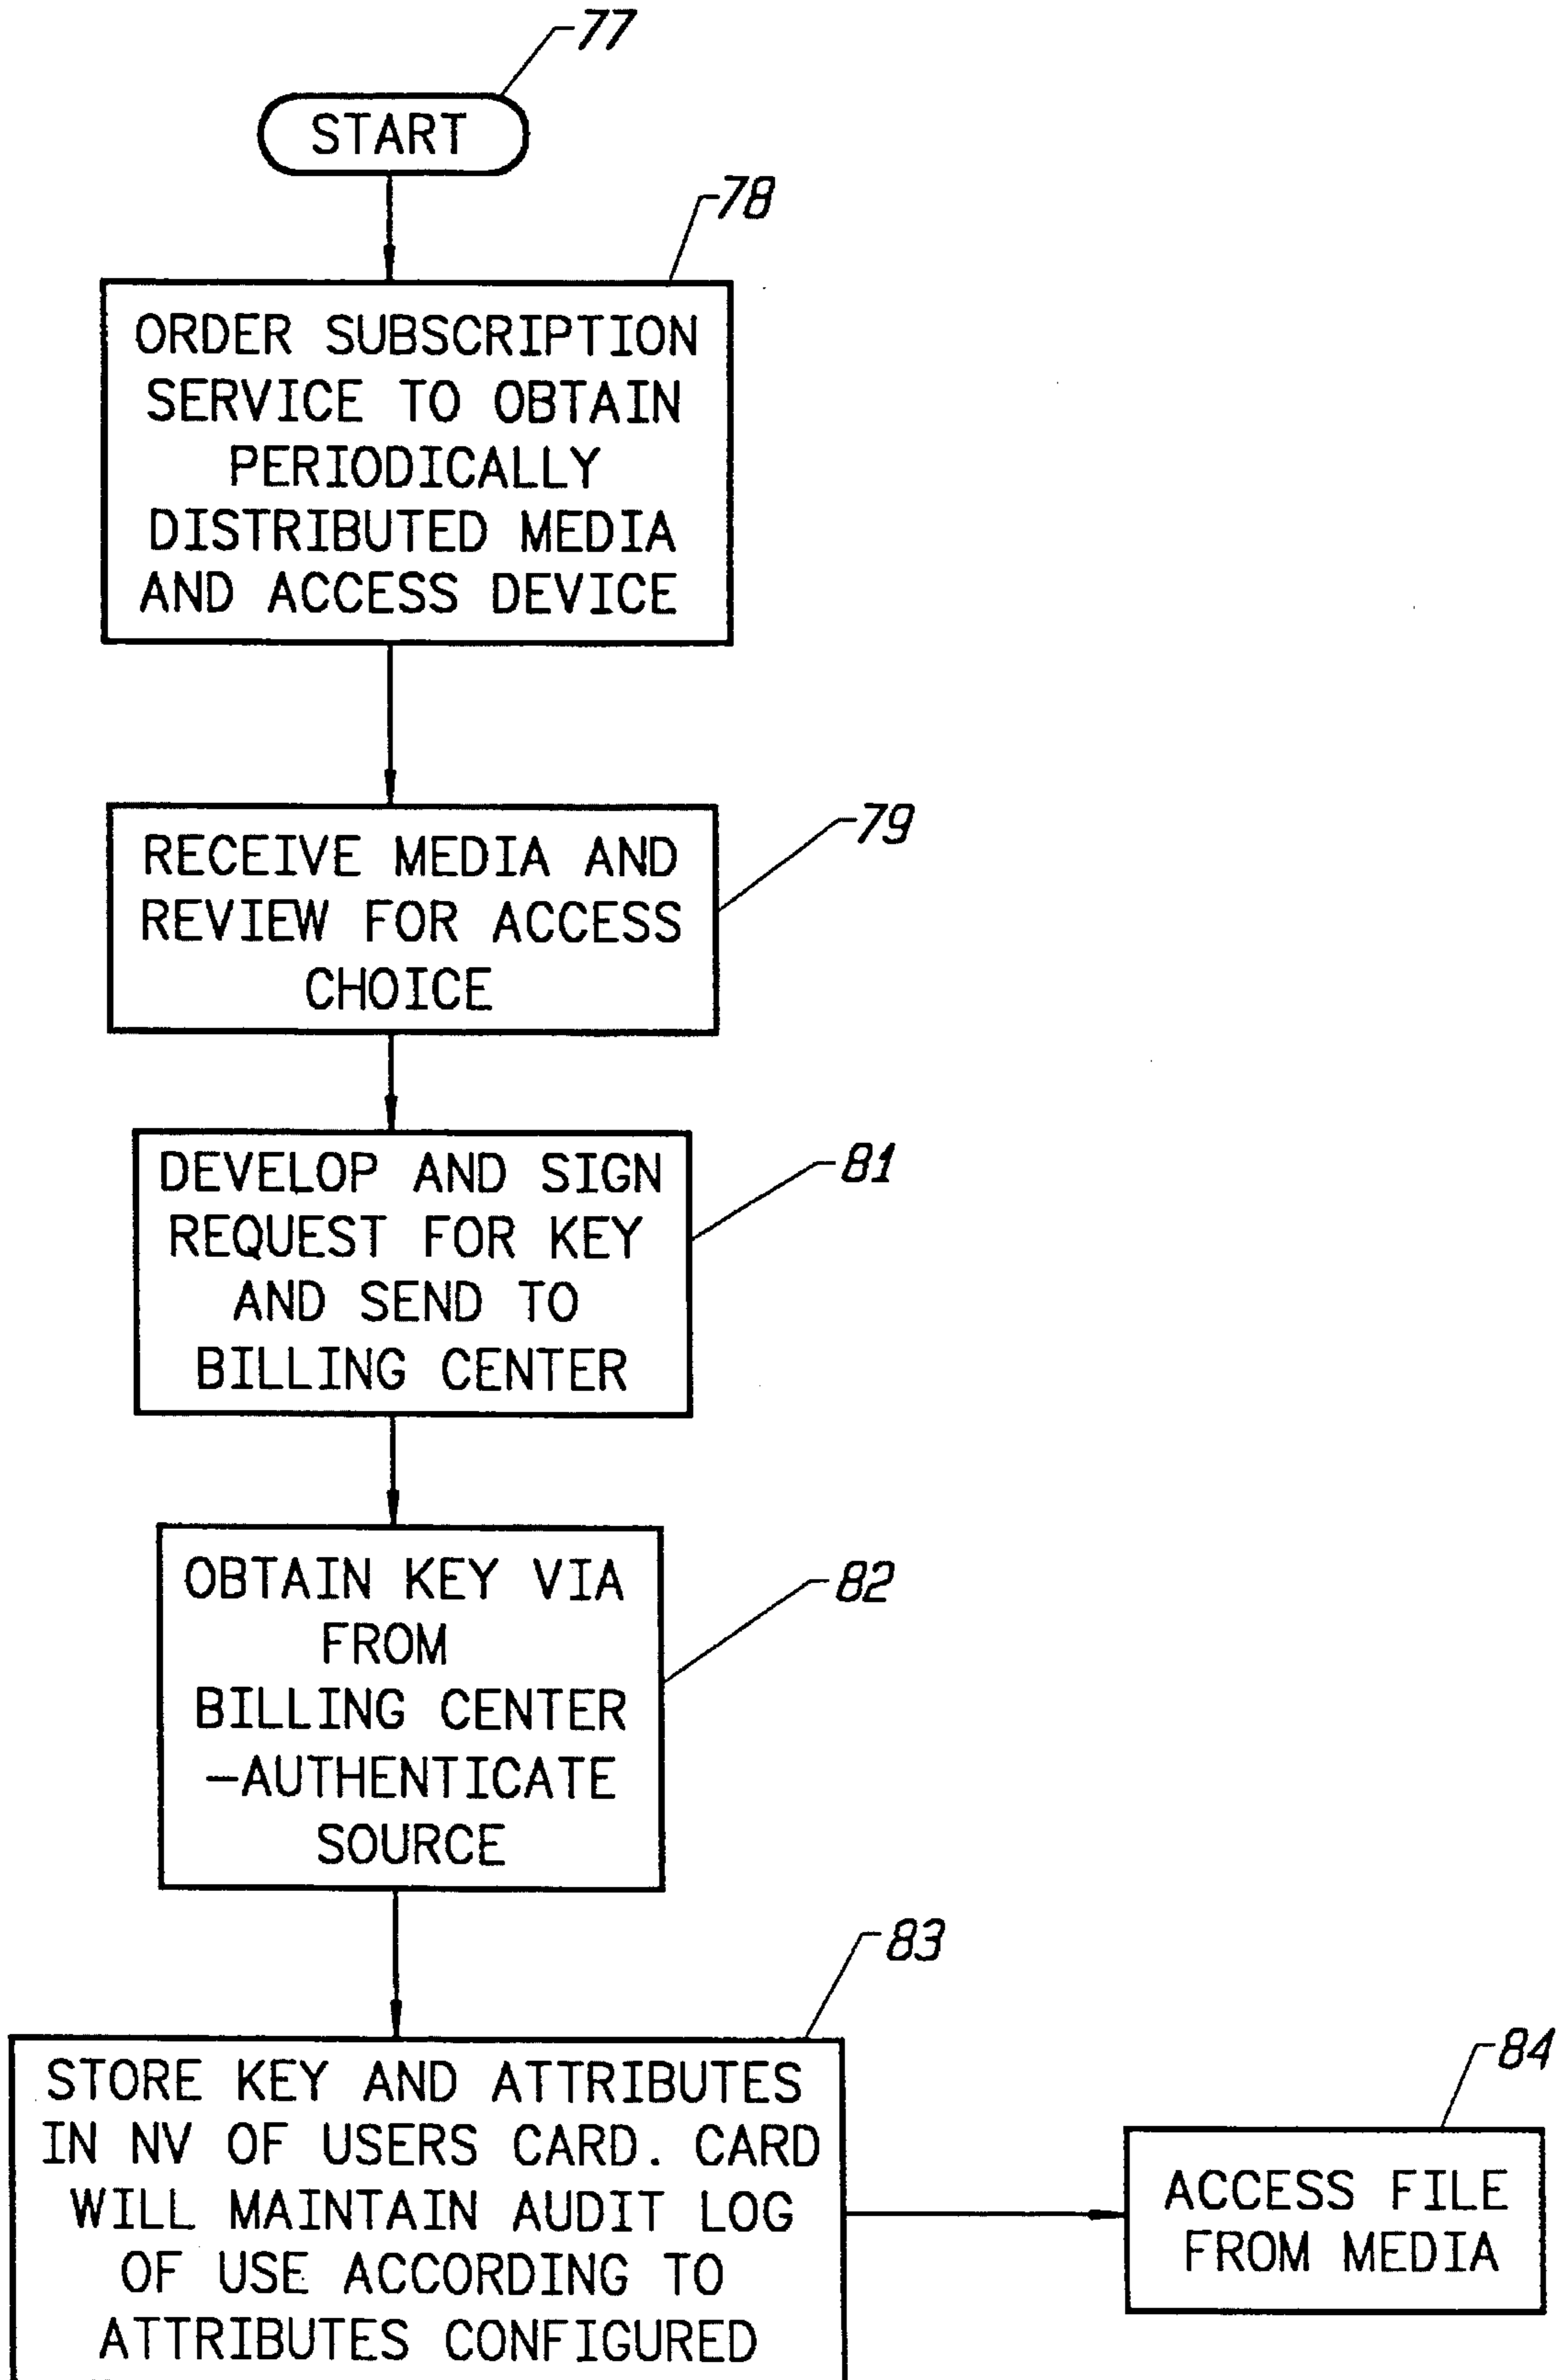 77
START
78
ORDER SUBSCRIPTION
SERVICE TO OBTAIN
PERIODICALLY
DISTRIBUTED MEDIA
AND ACCESS DEVICE
79
RECEIVE MEDIA AND
REVIEW FOR ACCESS
CHOICE
81
DEVELOP AND SIGN
REQUEST FOR KEY
AND SEND TO
BILLING CENTER
82
OBTAIN KEY VIA
FROM
BILLING CENTER
-AUTHENTICATE
SOURCE
83
STORE KEY AND ATTRIBUTES
IN NV OF USERS CARD. CARD
WILL MAINTAIN AUDIT LOG
OF USE ACCORDING TO
ATTRIBUTES CONFIGURED
84
ACCESS FILE
FROM MEDIA